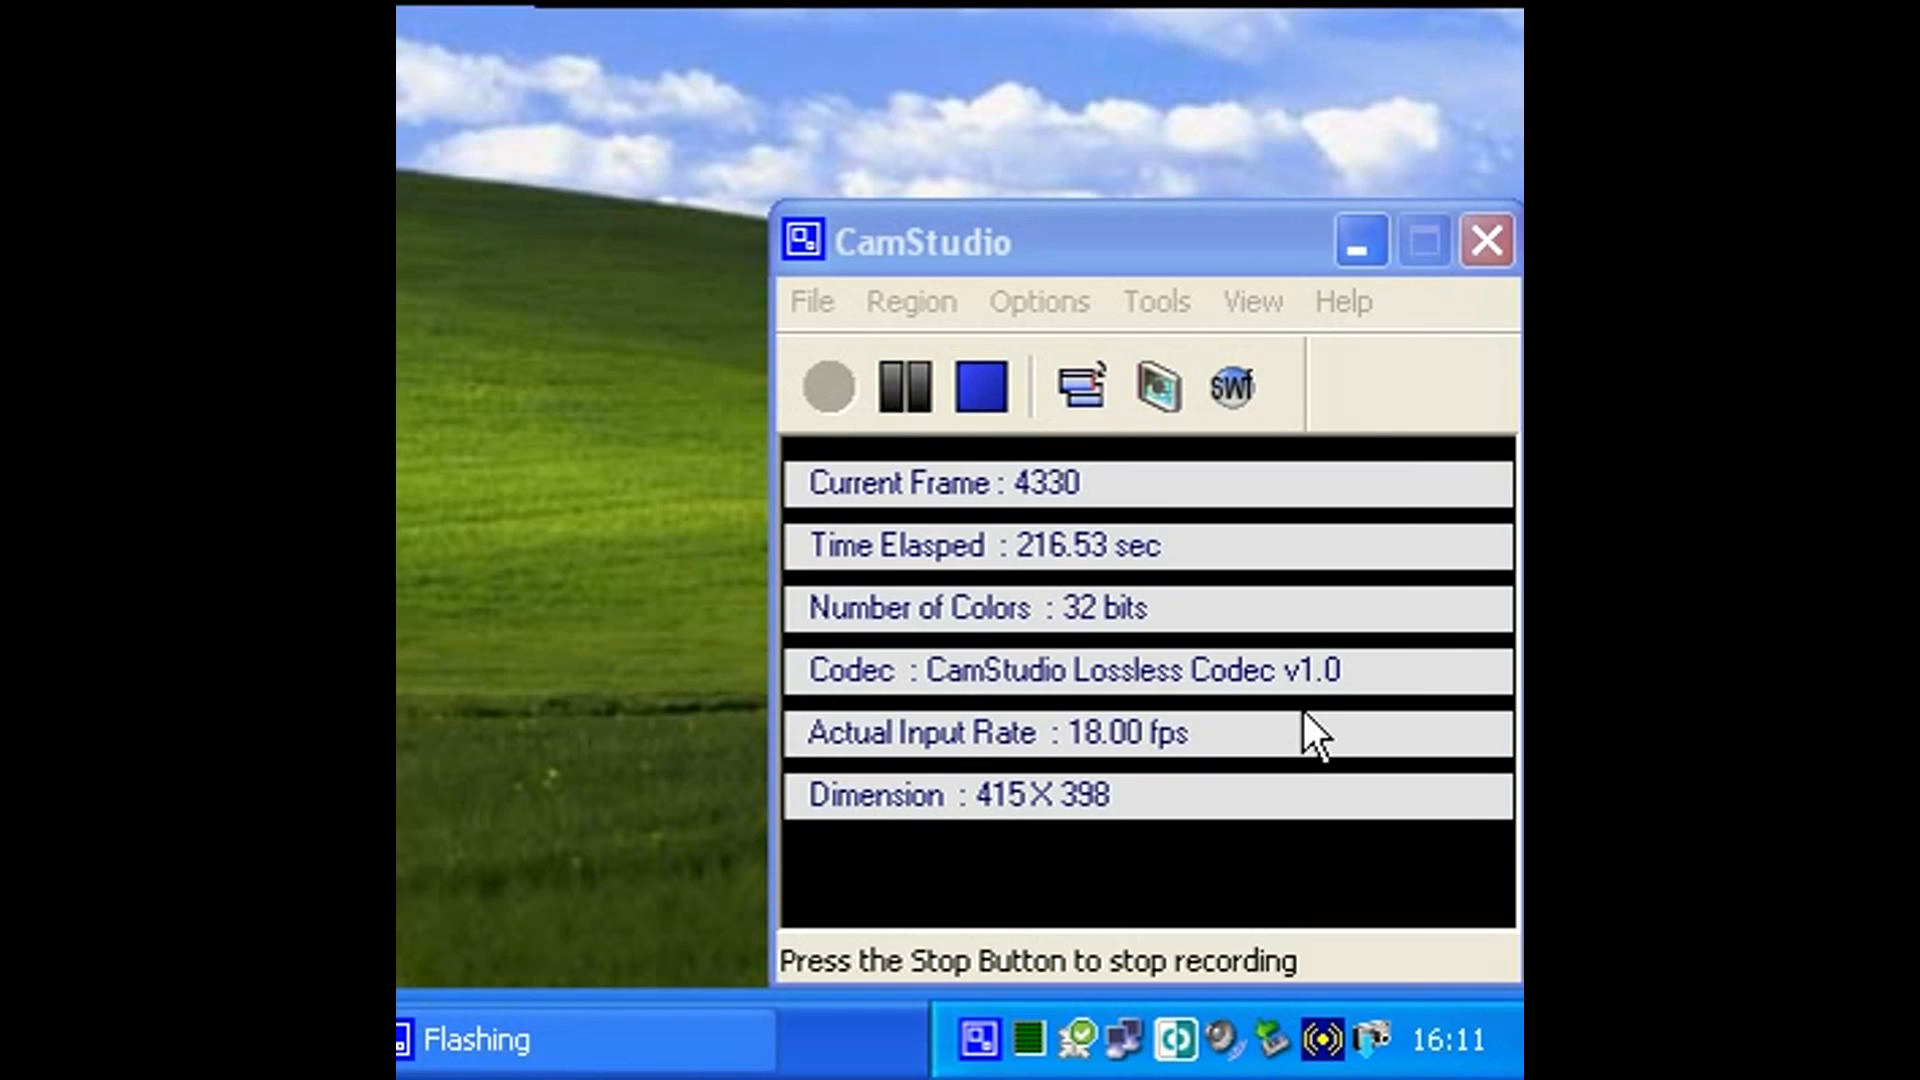 CamStudio
File Region Options Tools View Help
SWf
Current Frame : 4330
Time Elasped : 216.53 sec
Number of Colors : 32 bits
Codec : CamStudio Lossless Codec v1.0
Actual Input Rate : 18.00 fps
Dimension : 415 X 398
Press the Stop Button to stop recording
Flashing
16:11